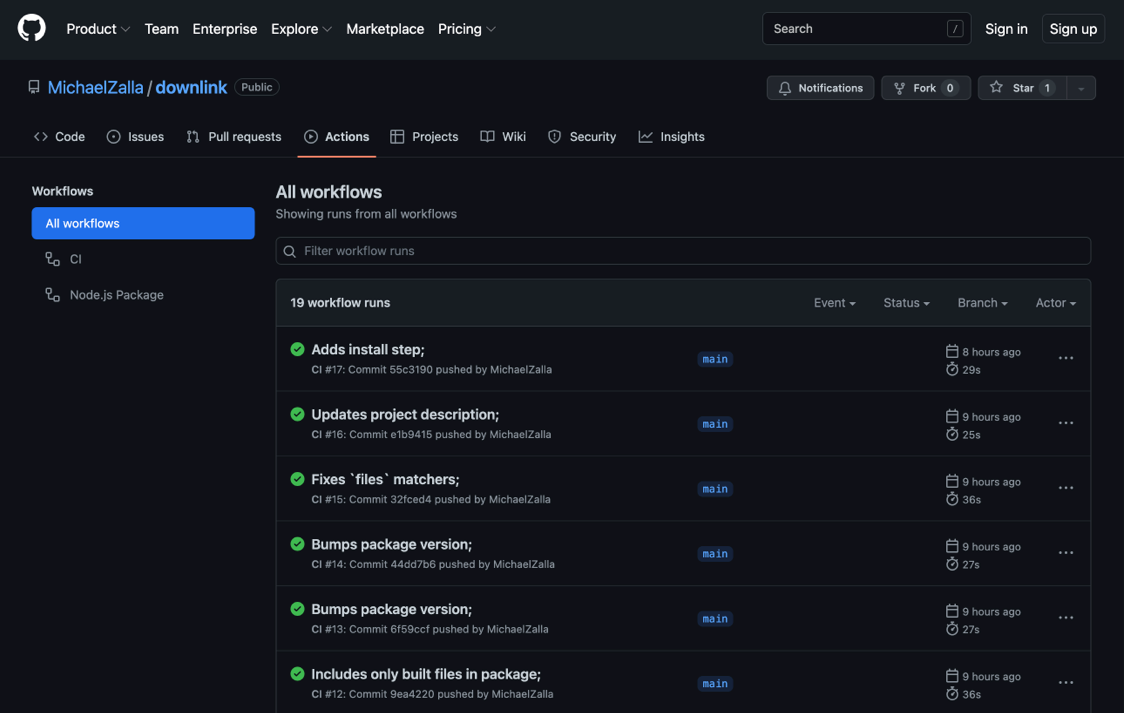 Product Team Enterprise Explore Marketplace Pricing Search / Sign in Sign up
MichaelZalla / downlink Public Notifications Fork 0 Star 1
Code Issues Pull requests Actions Projects Wiki Security Insights
Workflows
All workflows
CI
Node.js Package
All workflows
Showing runs from all workflows
Filter workflow runs
19 workflow runs Event Status Branch Actor
Adds install step;
CI #17: Commit 55c3190 pushed by MichaelZalla
main
8 hours ago
29s
Updates project description;
CI #16: Commit e1b9415 pushed by MichaelZalla
main
9 hours ago
25s
Fixes `files` matchers;
CI #15: Commit 32fced4 pushed by MichaelZalla
main
9 hours ago
36s
Bumps package version;
CI #14: Commit 44dd7b6 pushed by MichaelZalla
main
9 hours ago
27s
Bumps package version;
CI #13: Commit 6f59ccf pushed by MichaelZalla
main
9 hours ago
27s
Includes only built files in package;
CI #12: Commit 9ea4220 pushed by MichaelZalla
main
9 hours ago
36s